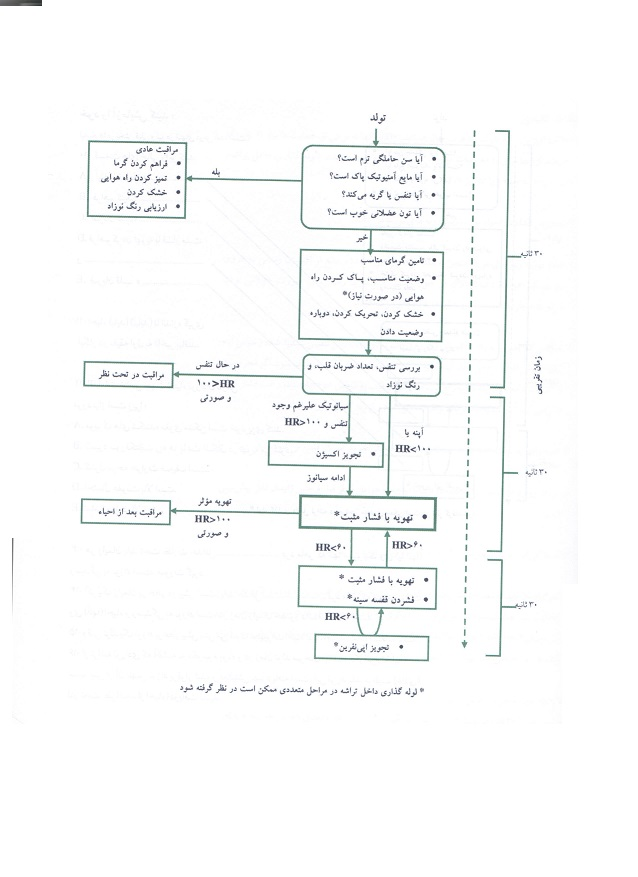 تولد
• آیا سن حاملگی ترم است؟
• آیا مایع آمنیوتیک پاک است؟
• آیا تنفس یا گریه می‌کند؟
• آیا تون عضلانی خوب است؟
بله
مراقبت عادی
• فراهم کردن گرما
• تمیز کردن راه هوایی
• خشک کردن
• ارزیابی رنگ نوزاد
خیر
• تامین گرمای مناسب
• وضعیت مناسب، پاک کردن راه
هوایی (در صورت نیاز)*
• خشک کردن، تحریک کردن، دوباره
وضعیت دادن
۳۰ ثانیه
• بررسی تنفس، تعداد ضربان قلب، و
رنگ نوزاد
در حال تنفس
۱۰۰>HR
و صورتی
مراقبت در تحت نظر
زمان تقریبی
سیانوتیک علیرغم وجود
تنفس و HR>۱۰۰
آپنه یا
HR<۱۰۰
• تجویز اکسیژن
ادامه سیانوز
۳۰ ثانیه
• تهویه با فشار مثبت*
تهویه مؤثر
HR>۱۰۰
و صورتی
مراقبت بعد از احیاء
HR<۶۰
HR>۶۰
• تهویه با فشار مثبت *
• فشردن قفسه سینه*
HR<۶۰
۳۰ ثانیه
• تجویز اپی‌نفرین*
* لوله گذاری داخل تراشه در مراحل متعددی ممکن است در نظر گرفته شود